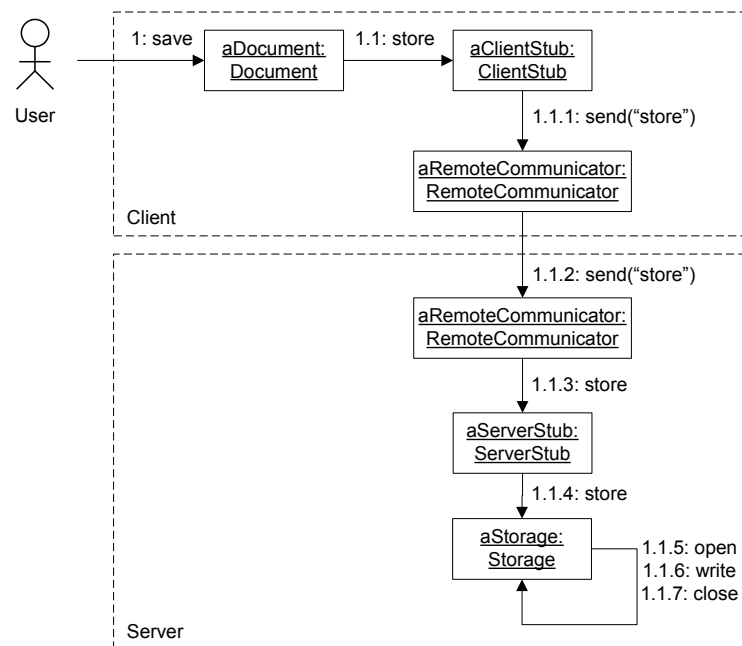 1: save
aDocument:
Document
1.1: store
aClientStub:
ClientStub
User
1.1.1: send(“store”)
aRemoteCommunicator:
RemoteCommunicator
Client
1.1.2: send(“store”)
aRemoteCommunicator:
RemoteCommunicator
1.1.3: store
aServerStub:
ServerStub
1.1.4: store
aStorage:
Storage
1.1.5: open
1.1.6: write
1.1.7: close
Server